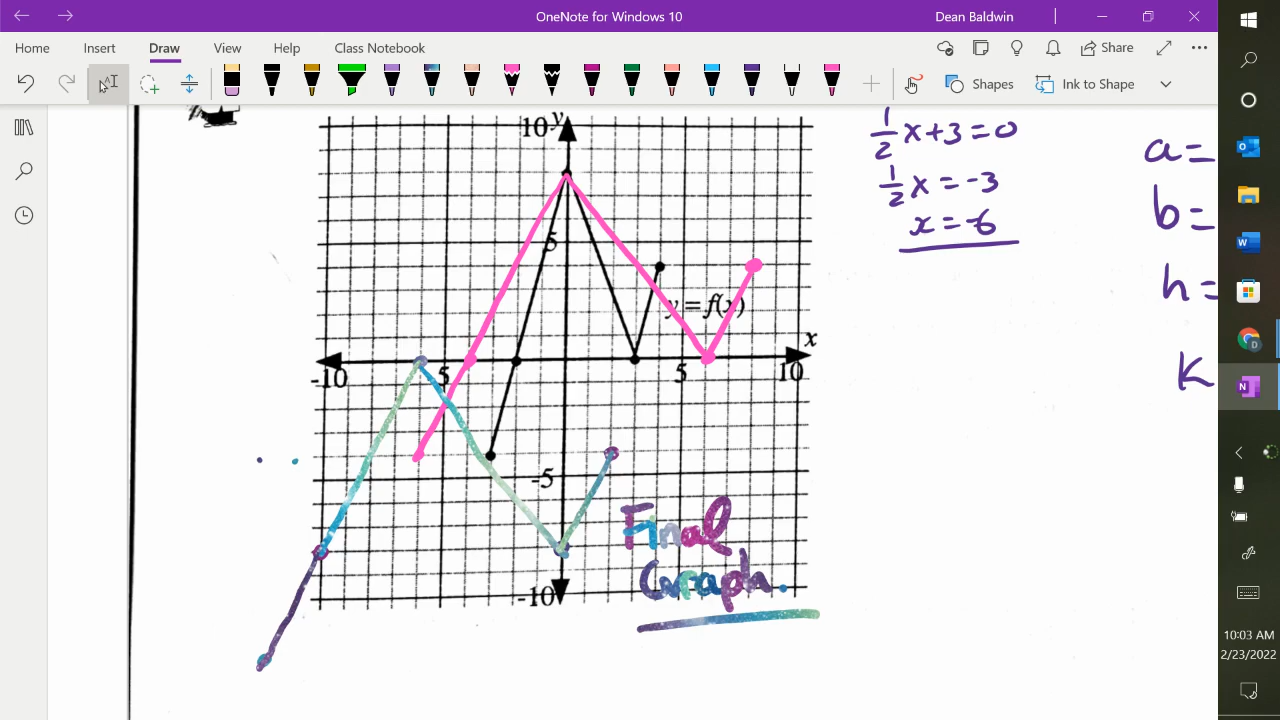 OneNote for Windows 10
Dean Baldwin
Home Insert Draw View Help Class Notebook
Share
Shapes
Ink to Shape
10 y
5
y = f(x)
x
-10 5 5 10
-5
-10
Final
Graph.
1/2 x + 3 = 0
1/2 x = -3
x = -6
a =
b =
h =
K
10:03 AM
2/23/2022